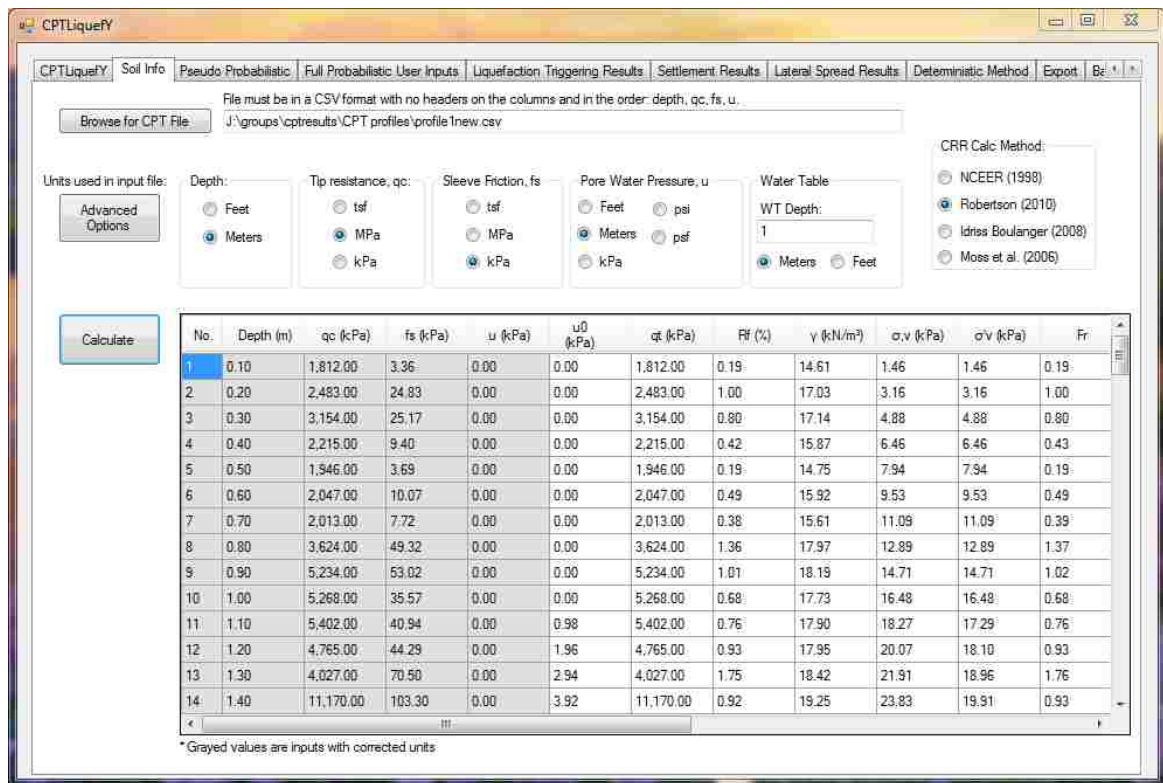 CPTLiquefY
CPTLiquefY Soil Info Pseudo Probabilistic Full Probabilistic User Inputs Liquefaction Triggering Results Settlement Results Lateral Spread Results Deterministic Method Export Ba
File must be in a CSV format with no headers on the columns and in the order: depth, qc, fs, u.
Browse for CPT File J:\groups\cptresults\CPT profiles\profile1new.csv
CRR Calc Method:
Units used in input file: Depth: Tip resistance, qc: Sleeve Friction, fs Pore Water Pressure, u Water Table NCEER (1998)
Advanced Options Feet tsf tsf Feet psi WT Depth: Robertson (2010)
Meters MPa MPa Meters psf 1 Idriss Boulanger (2008)
kPa kPa kPa Meters Feet Moss et al. (2006)
Calculate
No. Depth (m) qc (kPa) fs (kPa) u (kPa) u0 (kPa) qt (kPa) Rf (%) γ (kN/m³) σ,v (kPa) σ'v (kPa) Fr
1 0.10 1,812.00 3.36 0.00 0.00 1,812.00 0.19 14.61 1.46 1.46 0.19
2 0.20 2,483.00 24.83 0.00 0.00 2,483.00 1.00 17.03 3.16 3.16 1.00
3 0.30 3,154.00 25.17 0.00 0.00 3,154.00 0.80 17.14 4.88 4.88 0.80
4 0.40 2,215.00 9.40 0.00 0.00 2,215.00 0.42 15.87 6.46 6.46 0.43
5 0.50 1,946.00 3.69 0.00 0.00 1,946.00 0.19 14.75 7.94 7.94 0.19
6 0.60 2,047.00 10.07 0.00 0.00 2,047.00 0.49 15.92 9.53 9.53 0.49
7 0.70 2,013.00 7.72 0.00 0.00 2,013.00 0.38 15.61 11.09 11.09 0.39
8 0.80 3,624.00 49.32 0.00 0.00 3,624.00 1.36 17.97 12.89 12.89 1.37
9 0.90 5,234.00 53.02 0.00 0.00 5,234.00 1.01 18.19 14.71 14.71 1.02
10 1.00 5,268.00 35.57 0.00 0.00 5,268.00 0.68 17.73 16.48 16.48 0.68
11 1.10 5,402.00 40.94 0.00 0.98 5,402.00 0.76 17.90 18.27 17.29 0.76
12 1.20 4,765.00 44.29 0.00 1.96 4,765.00 0.93 17.95 20.07 18.10 0.93
13 1.30 4,027.00 70.50 0.00 2.94 4,027.00 1.75 18.42 21.91 18.96 1.76
14 1.40 11,170.00 103.30 0.00 3.92 11,170.00 0.92 19.25 23.83 19.91 0.93
* Grayed values are inputs with corrected units